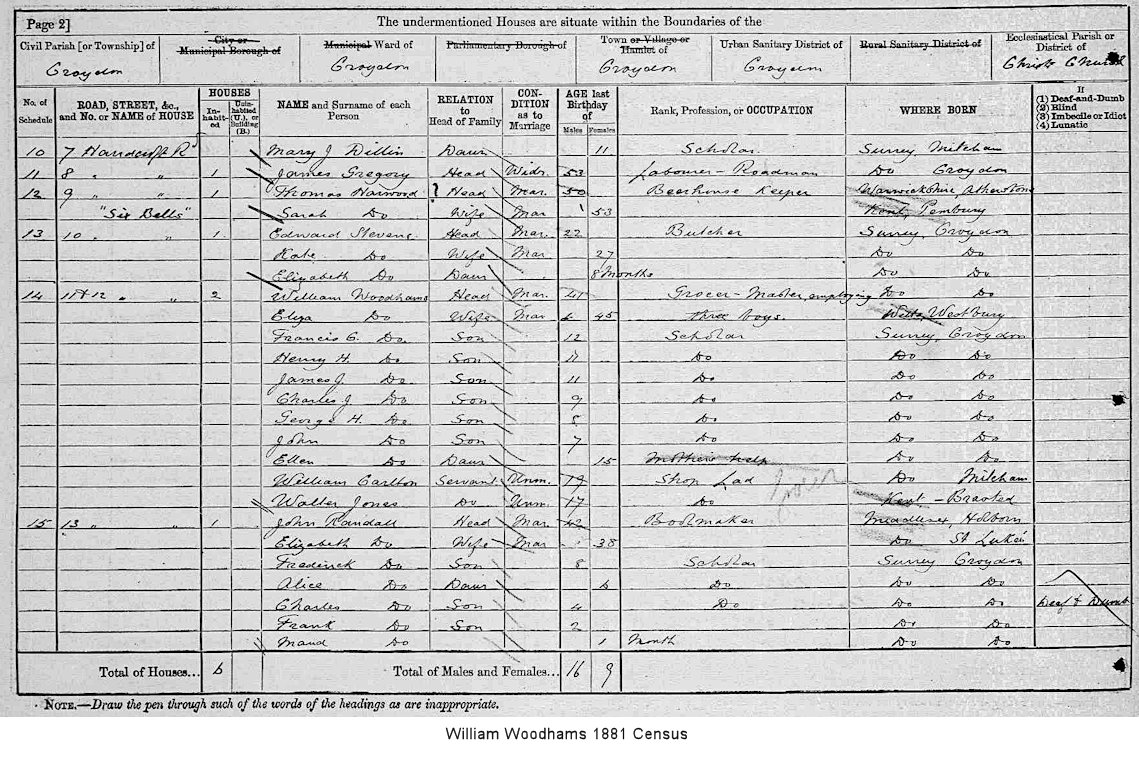 Page 2] The undermentioned Houses are situate within the Boundaries of the
Civil Parish [or Township] of City or Municipal Borough of Municipal Ward of Parliamentary Borough of Town or Village or Hamlet of Urban Sanitary District of Rural Sanitary District of Ecclesiastical Parish or District of
Croydon Croydon Croydon Croydon Christ Church
No. of Schedule ROAD, STREET, &c., and No. or NAME of HOUSE HOUSES Inhabited Uninhabited (U.), or Building (B.) NAME and Surname of each Person RELATION to Head of Family CONDITION as to Marriage AGE last Birthday of Males Females Rank, Profession, or OCCUPATION WHERE BORN If (1) Deaf-and-Dumb (2) Blind (3) Imbecile or Idiot (4) Lunatic
10 7 Handcroft Rd Mary J Dillin Daur 11 Scholar Surrey Mitcham
11 8 " " 1 James Gregory Head Widr 53 Labourer - Roadman Do Croydon
12 9 " " 1 Thomas Harwood Head Mar. 50 Beerhouse Keeper Warwickshire, Atherstone
"Six Bells" Sarah Do Wife Mar 53 Kent, Pembury
13 10 " " 1 Edward Stevens Head Mar. 22 Butcher Surrey, Croydon
Kate Do Wife Mar 27 Do Do
Elizabeth Do Daur 8 Months Do Do
14 11 & 12 " " 2 William Woodhams Head Mar. 41 Grocer - Master, employing Do Do
Eliza Do Wife Mar 45 three boys. Wilts, Westbury
Francis G. Do Son 12 Scholar Surrey, Croydon
Henry H. Do Son 11 Do Do Do
James J. Do Son 11 Do Do Do
Charles J Do Son 9 Do Do Do
George H. Do Son 8 Do Do Do
John Do Son 7 Do Do Do
Ellen Do Daur 15 Mothers help Do Do
William Carlton Servant Unm. 19 Shop Lad Do Mitcham
Walter Jones Do Unm. 17 Do Kent - Brasted
15 13 " " 1 John Randall Head Mar. 42 Bootmaker Middlesex, Holborn
Elizabeth Do Wife Mar 38 Do St Luke's
Frederick Do Son 8 Scholar Surrey Croydon
Alice Do Daur 6 Do Do Do
Charles Do Son 4 Do Do Do Deaf & Dumb
Frank Do Son 2 Do Do
Maud Do 1 Month Do Do
Total of Houses... 6 Total of Males and Females... 16 9
NOTE.—Draw the pen through such of the words of the headings as are inappropriate.
William Woodhams 1881 Census